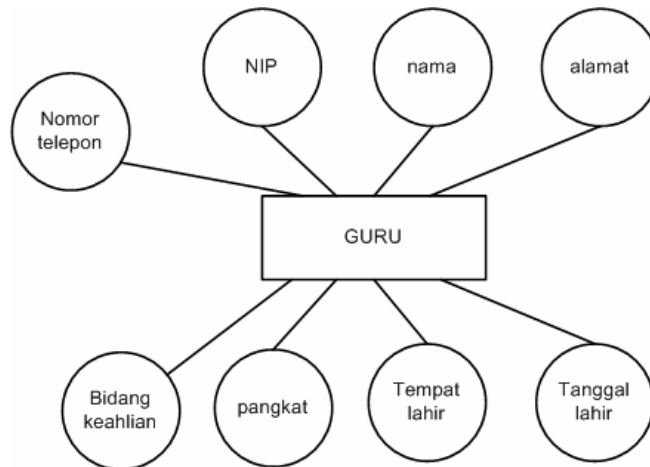 NIP
nama
alamat
Nomor
telepon
GURU
Bidang
keahlian
pangkat
Tempat
lahir
Tanggal
lahir